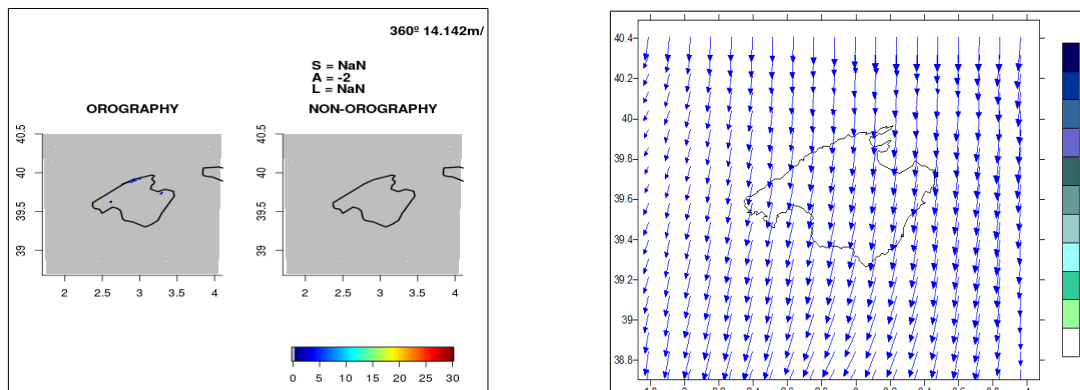 360º 14.142m/
S = NaN
A = -2
L = NaN
OROGRAPHY NON-OROGRAPHY
40.5 40.5
40 40
39.5 39.5
39 39
2 2.5 3 3.5 4 2 2.5 3 3.5 4
0 5 10 15 20 25 30
40.4
40.2
40
39.8
39.6
39.4
39.2
39
38.8